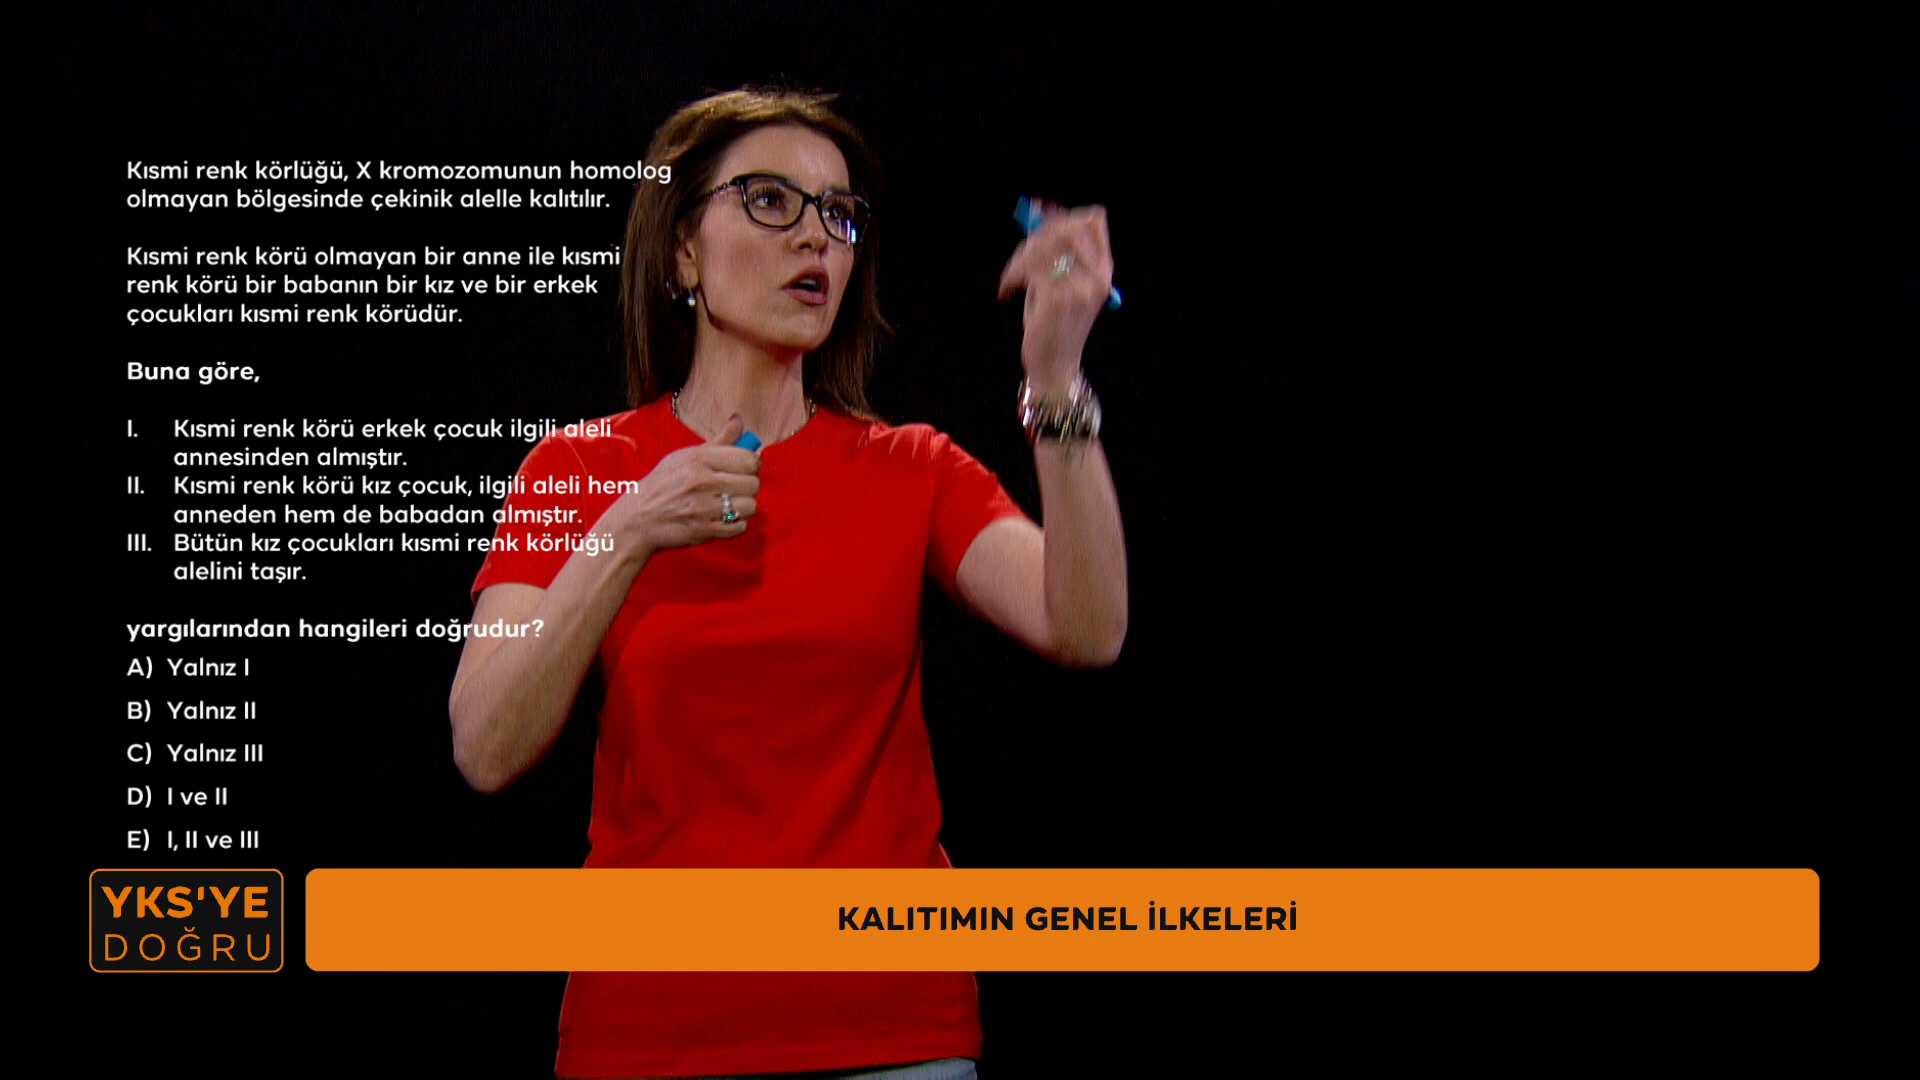 Kısmi renk körlüğü, X kromozomunun homolog
olmayan bölgesinde çekinik alelle kalıtılır.
Kısmi renk körü olmayan bir anne ile kısmi
renk körü bir babanın bir kız ve bir erkek
çocukları kısmi renk körüdür.
Buna göre,
I. Kısmi renk körü erkek çocuk ilgili aleli
annesinden almıştır.
II. Kısmi renk körü kız çocuk, ilgili aleli hem
anneden hem de babadan almıştır.
III. Bütün kız çocukları kısmi renk körlüğü
alelini taşır.
yargılarından hangileri doğrudur?
A) Yalnız I
B) Yalnız II
C) Yalnız III
D) I ve II
E) I, II ve III
YKS'YE
DOĞRU
KALITIMIN GENEL İLKELERİ